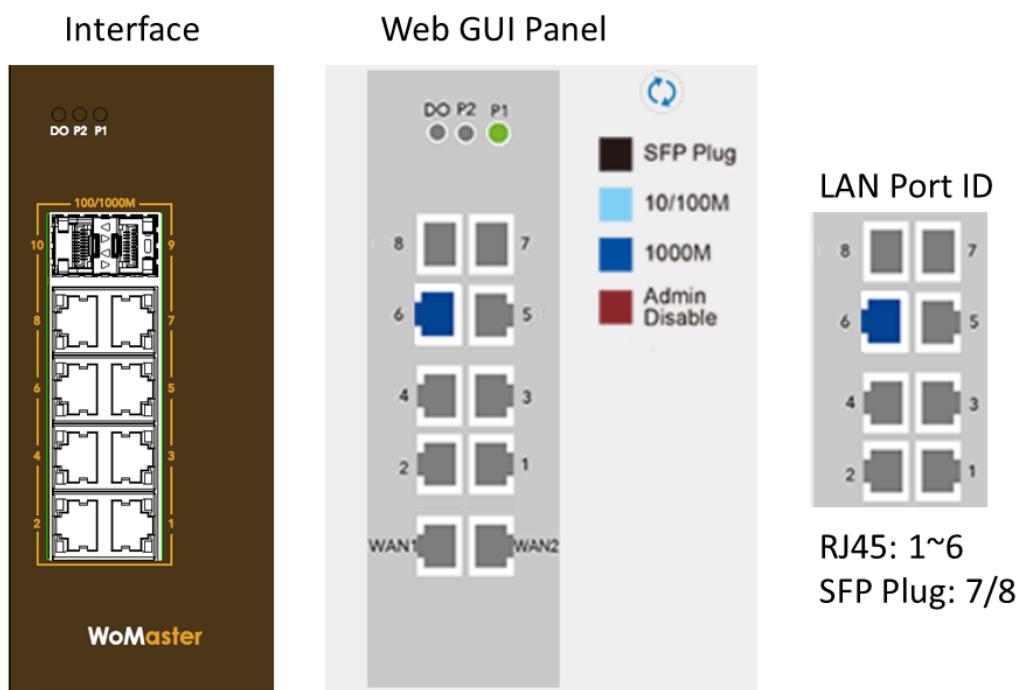 Interface
DO P2 P1
100/1000M
10 9
8 7
6 5
4 3
2 1
WoMaster
Web GUI Panel
DO P2 P1
8 7
6 5
4 3
2 1
WAN1 WAN2
SFP Plug
10/100M
1000M
Admin
Disable
LAN Port ID
8 7
6 5
4 3
2 1
RJ45: 1~6
SFP Plug: 7/8